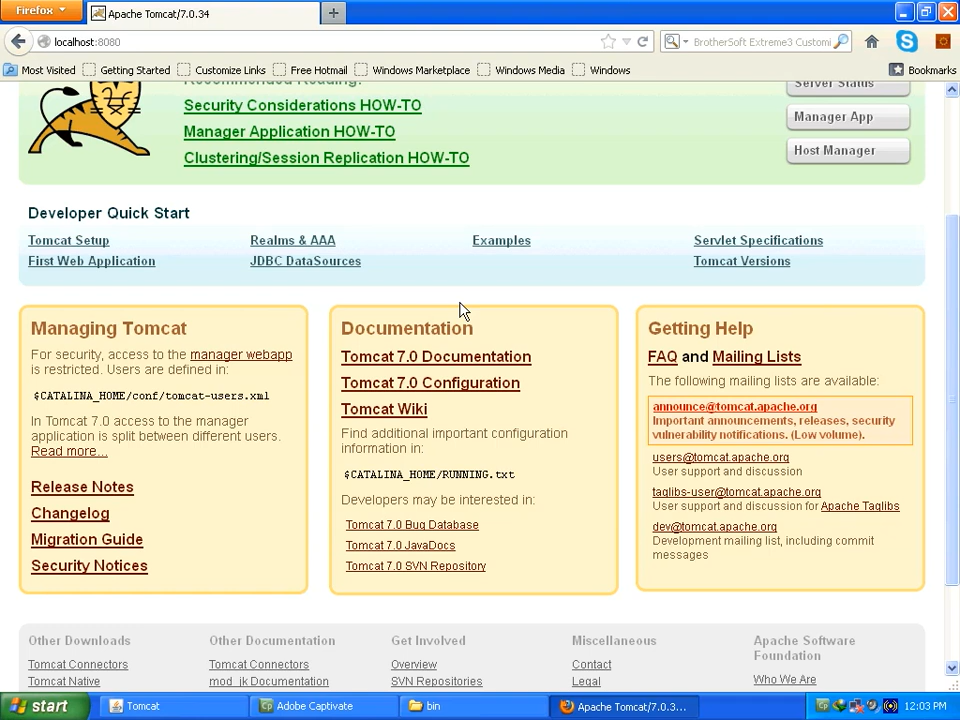 Firefox
Apache Tomcat/7.0.34
localhost:8080
BrotherSoft Extreme3 Customi
Most Visited
Getting Started
Customize Links
Free Hotmail
Windows Marketplace
Windows Media
Windows
Bookmarks
Recommended Reading:
Security Considerations HOW-TO
Manager Application HOW-TO
Clustering/Session Replication HOW-TO
Server Status
Manager App
Host Manager
Developer Quick Start
Tomcat Setup
Realms & AAA
Examples
Servlet Specifications
First Web Application
JDBC DataSources
Tomcat Versions
Managing Tomcat
For security, access to the manager webapp
is restricted. Users are defined in:
$CATALINA_HOME/conf/tomcat-users.xml
In Tomcat 7.0 access to the manager
application is split between different users.
Read more...
Release Notes
Changelog
Migration Guide
Security Notices
Documentation
Tomcat 7.0 Documentation
Tomcat 7.0 Configuration
Tomcat Wiki
Find additional important configuration
information in:
$CATALINA_HOME/RUNNING.txt
Developers may be interested in:
Tomcat 7.0 Bug Database
Tomcat 7.0 JavaDocs
Tomcat 7.0 SVN Repository
Getting Help
FAQ and Mailing Lists
The following mailing lists are available:
announce@tomcat.apache.org
Important announcements, releases, security
vulnerability notifications. (Low volume).
users@tomcat.apache.org
User support and discussion
taglibs-user@tomcat.apache.org
User support and discussion for Apache Taglibs
dev@tomcat.apache.org
Development mailing list, including commit
messages
Other Downloads
Tomcat Connectors
Tomcat Native
Other Documentation
Tomcat Connectors
mod_jk Documentation
Get Involved
Overview
SVN Repositories
Miscellaneous
Contact
Legal
Apache Software
Foundation
Who We Are
start
Tomcat
Adobe Captivate
bin
Apache Tomcat/7.0.3...
12:03 PM